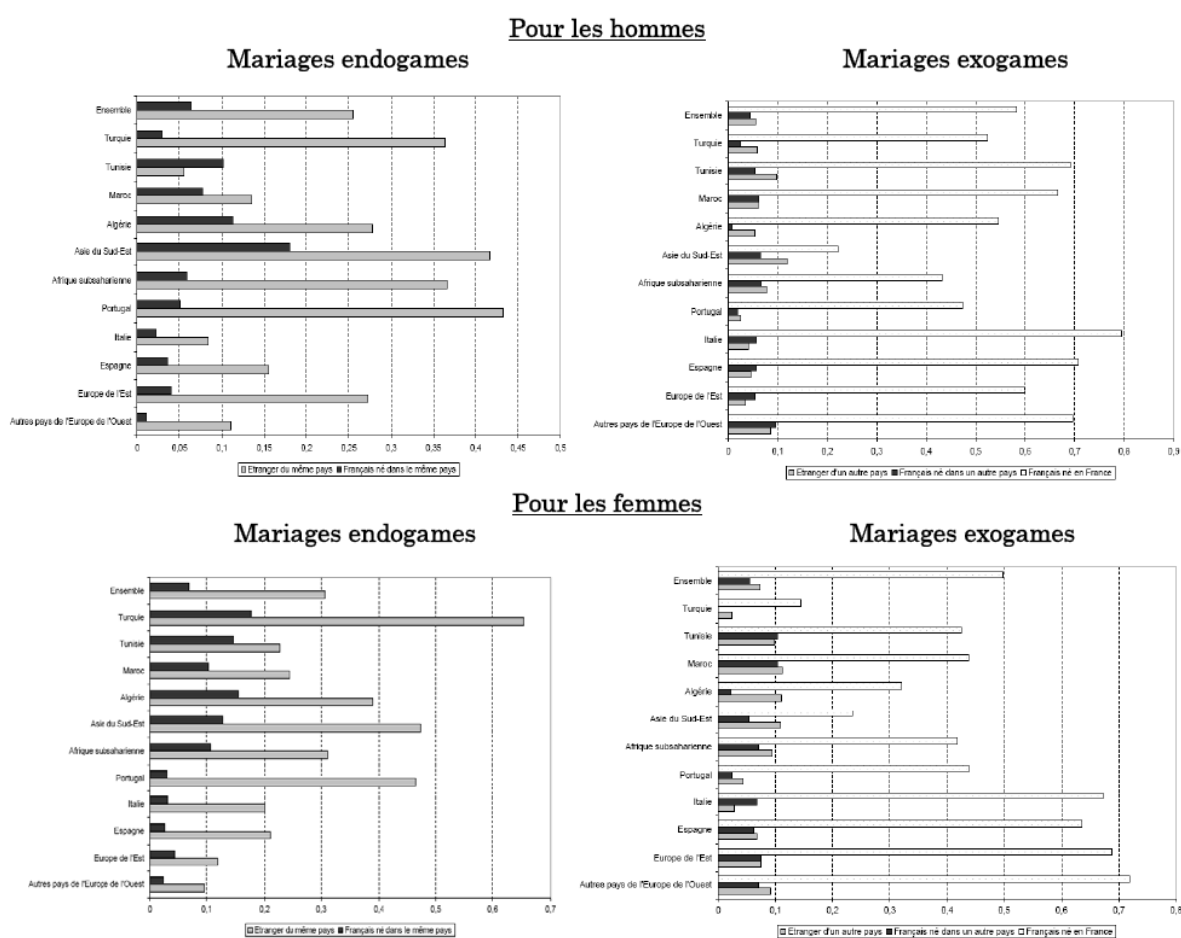 Pour les hommes
Mariages endogames
Mariages exogames
Ensemble
Turquie
Tunisie
Maroc
Algérie
Asie du Sud-Est
Afrique subsaharienne
Portugal
Italie
Espagne
Europe de l'Est
Autres pays de l'Europe de l'Ouest
0 0,05 0,1 0,15 0,2 0,25 0,3 0,35 0,4 0,45 0,5
Etranger du même pays Français né dans le même pays
Ensemble
Turquie
Tunisie
Maroc
Algérie
Asie du Sud-Est
Afrique subsaharienne
Portugal
Italie
Espagne
Europe de l'Est
Autres pays de l'Europe de l'Ouest
0 0,1 0,2 0,3 0,4 0,5 0,6 0,7 0,8 0,9
Etranger d'un autre pays Français né dans un autre pays Français né en France
Pour les femmes
Mariages endogames
Mariages exogames
Ensemble
Turquie
Tunisie
Maroc
Algérie
Asie du Sud-Est
Afrique subsaharienne
Portugal
Italie
Espagne
Europe de l'Est
Autres pays de l'Europe de l'Ouest
0 0,1 0,2 0,3 0,4 0,5 0,6 0,7
Etranger du même pays Français né dans le même pays
Ensemble
Turquie
Tunisie
Maroc
Algérie
Asie du Sud-Est
Afrique subsaharienne
Portugal
Italie
Espagne
Europe de l'Est
Autres pays de l'Europe de l'Ouest
0 0,1 0,2 0,3 0,4 0,5 0,6 0,7 0,8
Etranger d'un autre pays Français né dans un autre pays Français né en France